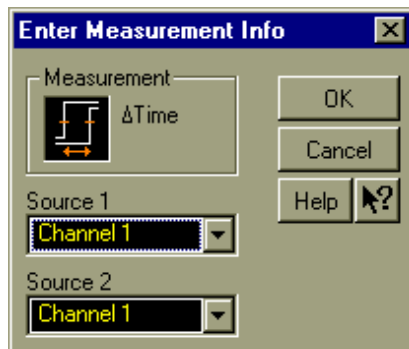 Enter Measurement Info
Measurement
ΔTime
OK
Cancel
Help
?
Source 1
Channel 1
Source 2
Channel 1